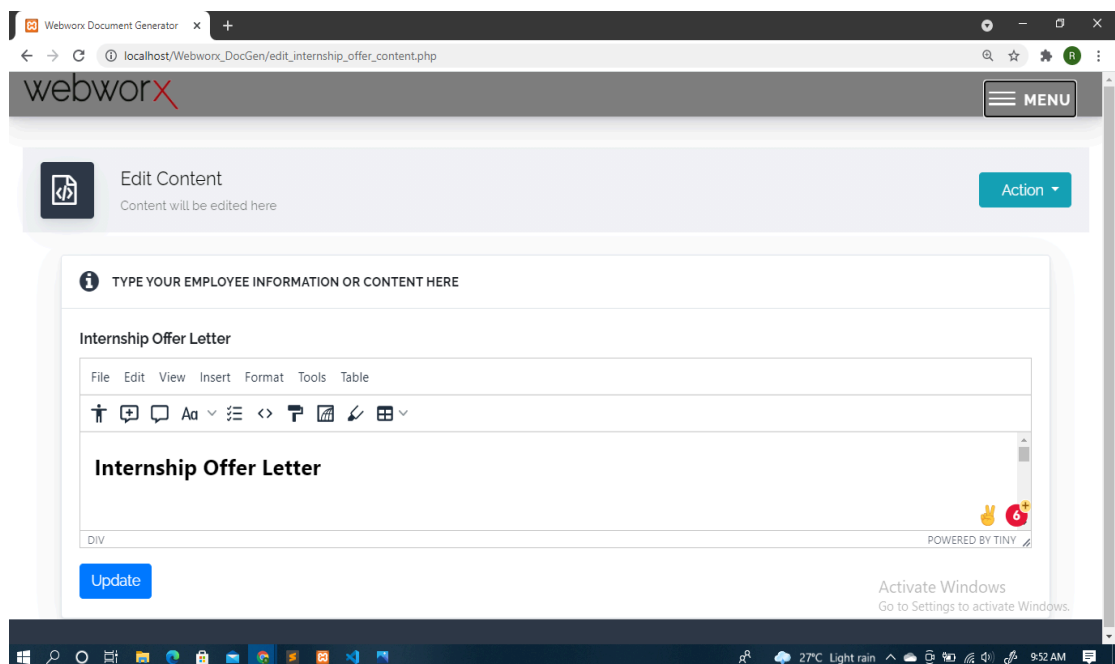 Webworx Document Generator
localhost/Webworx_DocGen/edit_internship_offer_content.php
R
webworx
MENU
Edit Content
Content will be edited here
Action
TYPE YOUR EMPLOYEE INFORMATION OR CONTENT HERE
Internship Offer Letter
File Edit View Insert Format Tools Table
Aa
Internship Offer Letter
6
DIV
POWERED BY TINY
Update
Activate Windows
Go to Settings to activate Windows.
27°C Light rain
9:52 AM